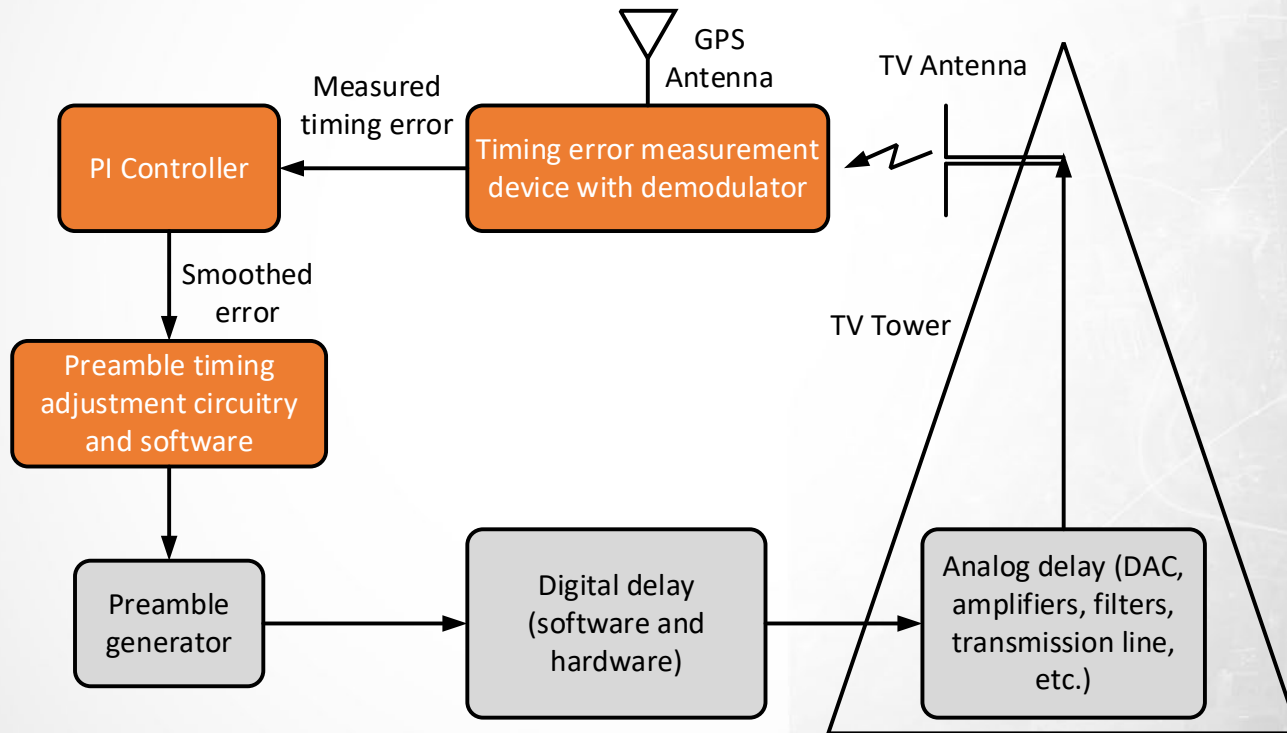 GPS
Antenna
TV Antenna
Measured
timing error
PI Controller
Timing error measurement
device with demodulator
Smoothed
error
TV Tower
Preamble timing
adjustment circuitry
and software
Preamble
generator
Digital delay
(software and
hardware)
Analog delay (DAC,
amplifiers, filters,
transmission line,
etc.)